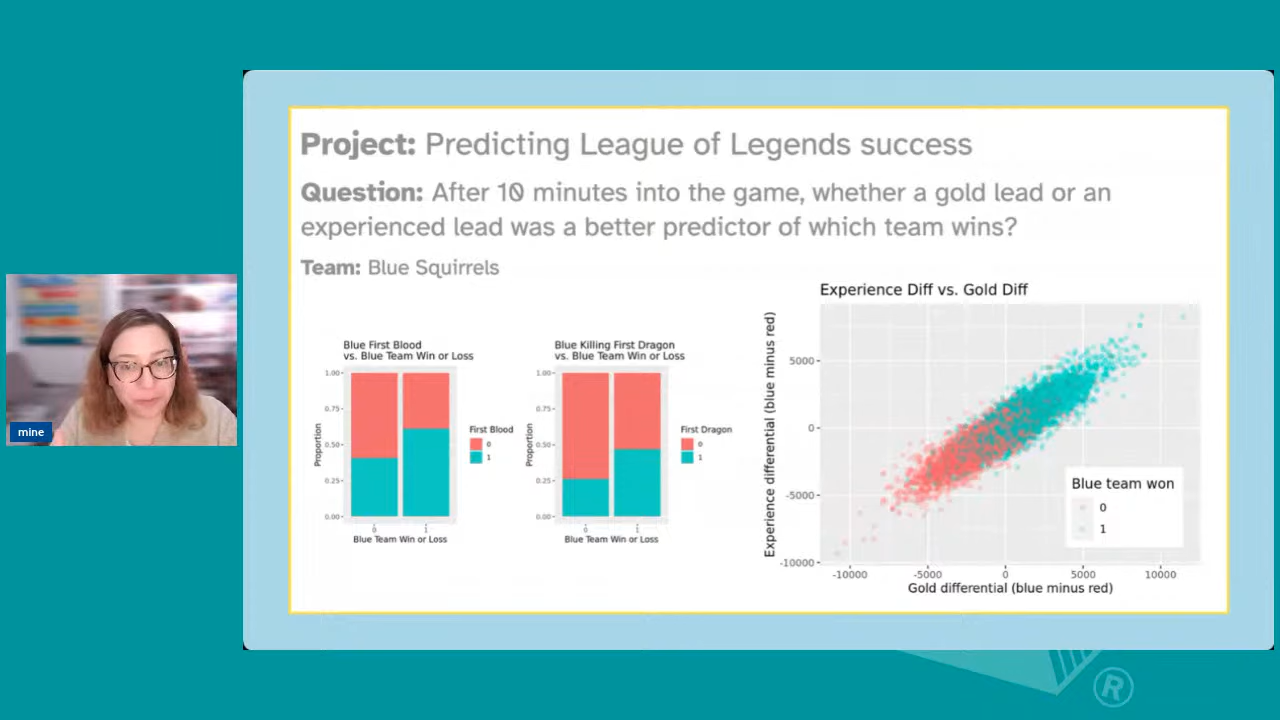 Project: Predicting League of Legends success
Question: After 10 minutes into the game, whether a gold lead or an
experienced lead was a better predictor of which team wins?
Team: Blue Squirrels
Blue First Blood
vs. Blue Team Win or Loss
1.00
0.75
0.50
0.25
0.00
Proportion
0
1
Blue Team Win or Loss
First Blood
0
1
Blue Killing First Dragon
vs. Blue Team Win or Loss
1.00
0.75
0.50
0.25
0.00
Proportion
0
1
Blue Team Win or Loss
First Dragon
0
1
Experience Diff vs. Gold Diff
Experience differential (blue minus red)
5000
0
-5000
-10000
-10000
-5000
0
5000
10000
Gold differential (blue minus red)
Blue team won
0
1
mine
®